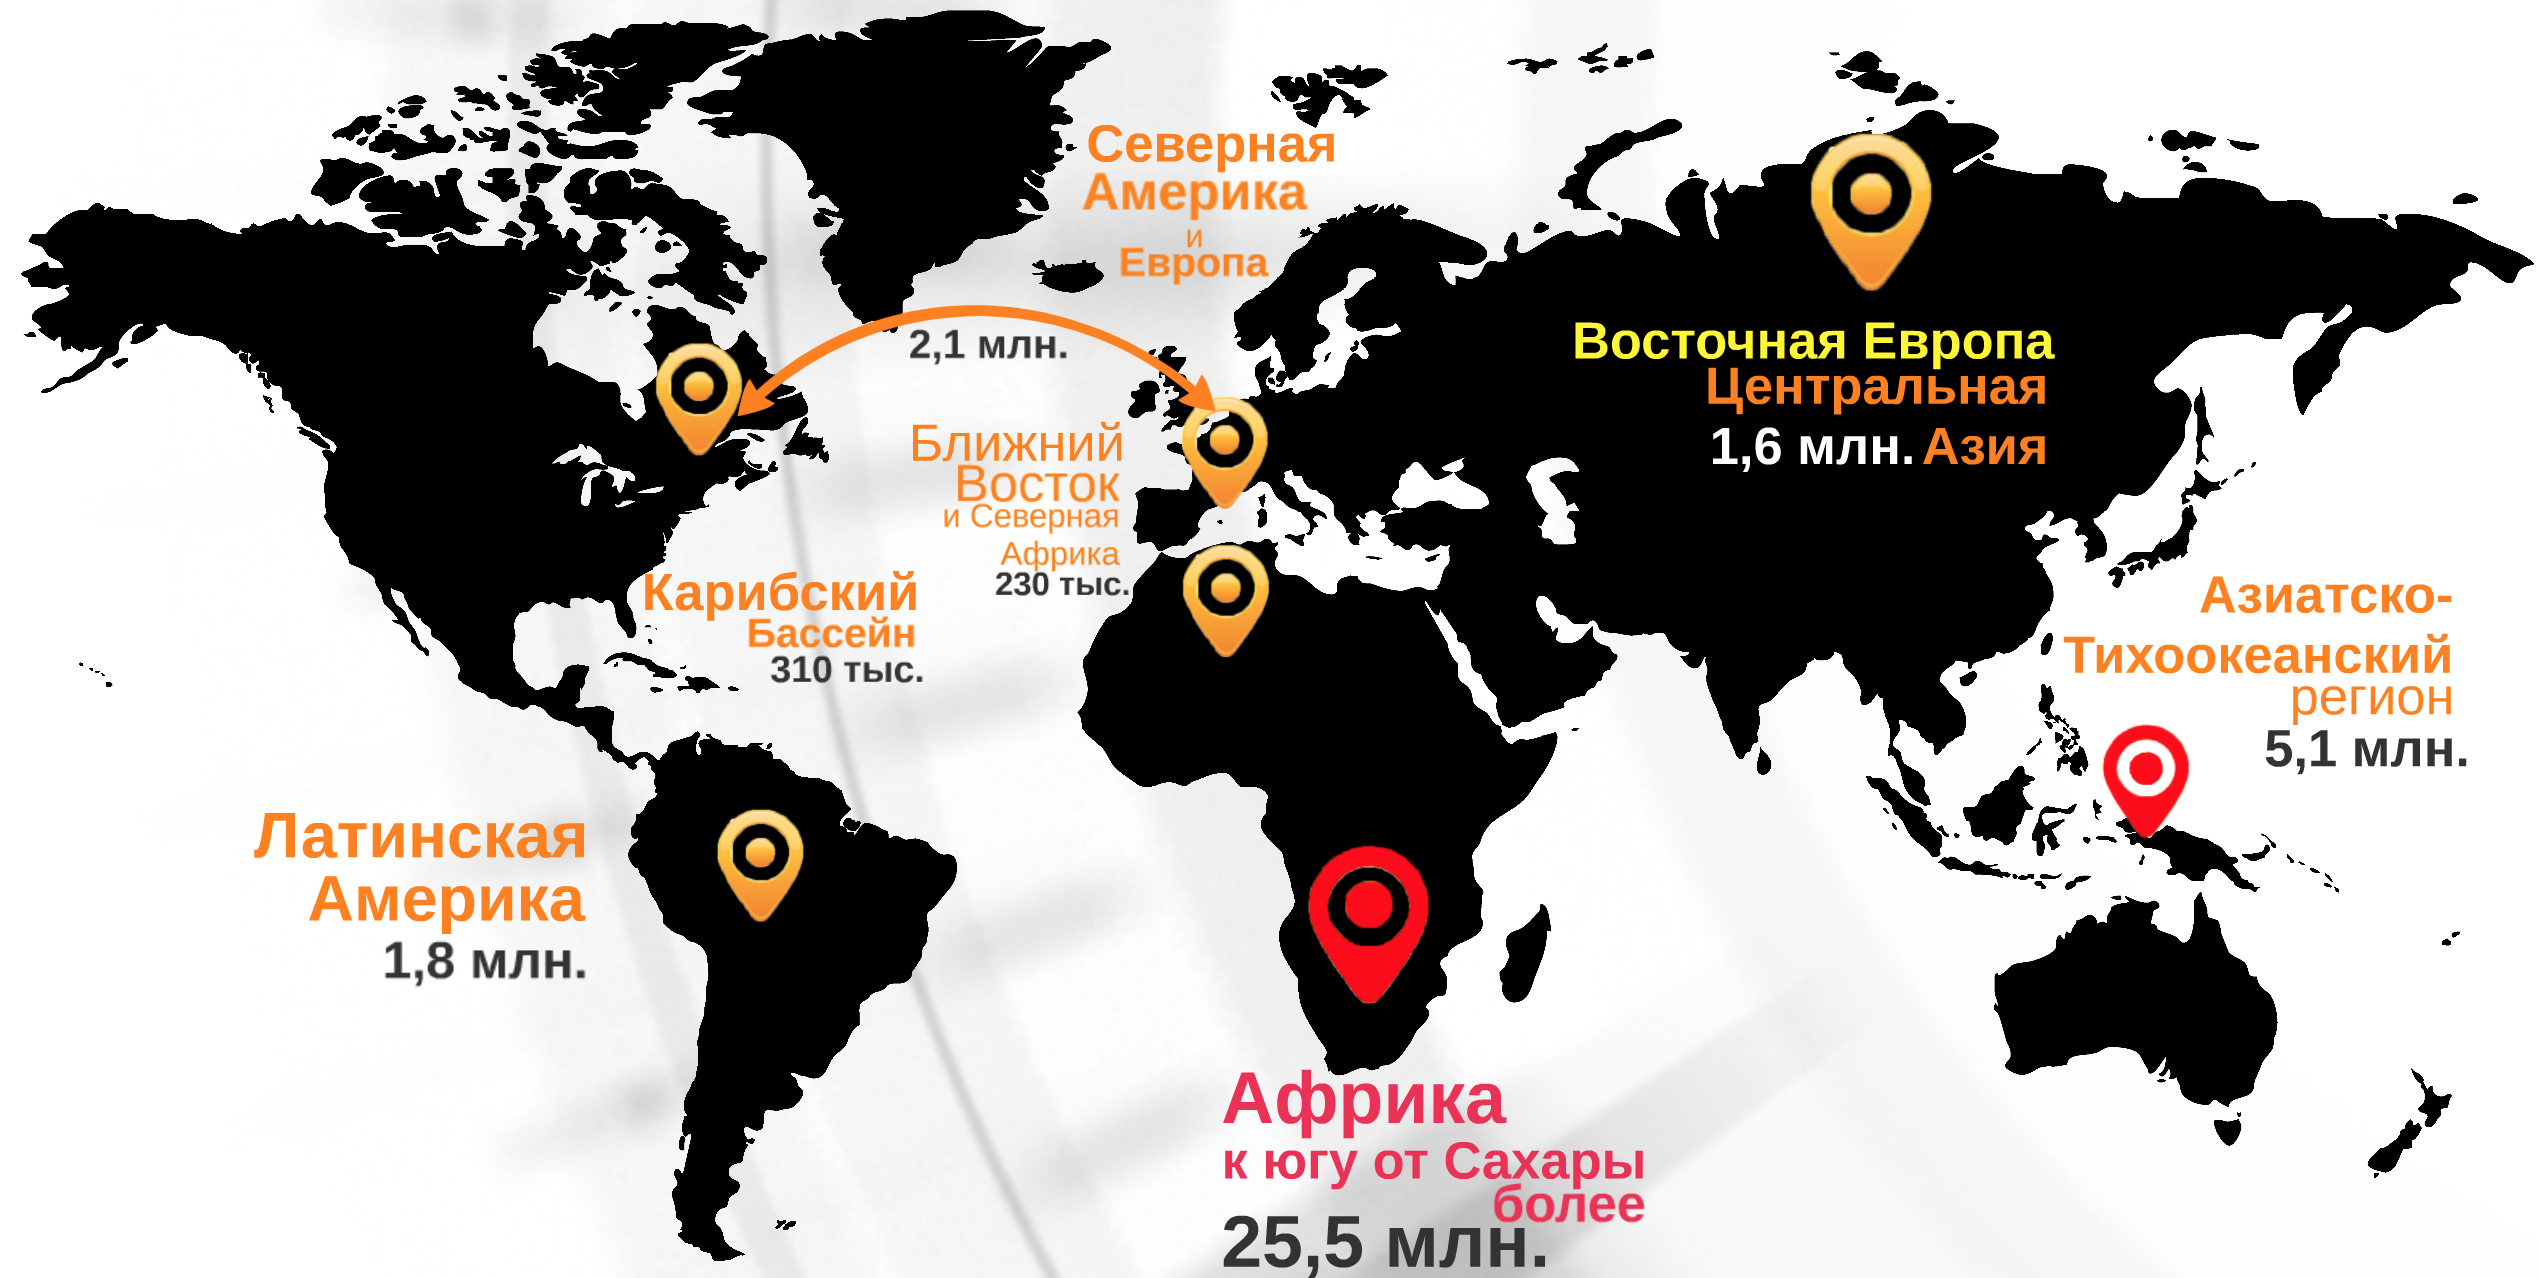 Северная
Америка
и
Европа
2,1 млн.
Восточная Европа
Центральная
1,6 млн. Азия
Ближний
Восток
и Северная
Африка
230 тыс.
Карибский
Бассейн
310 тыс.
Азиатско-
Тихоокеанский
регион
5,1 млн.
Латинская
Америка
1,8 млн.
Африка
к югу от Сахары
более
25,5 млн.